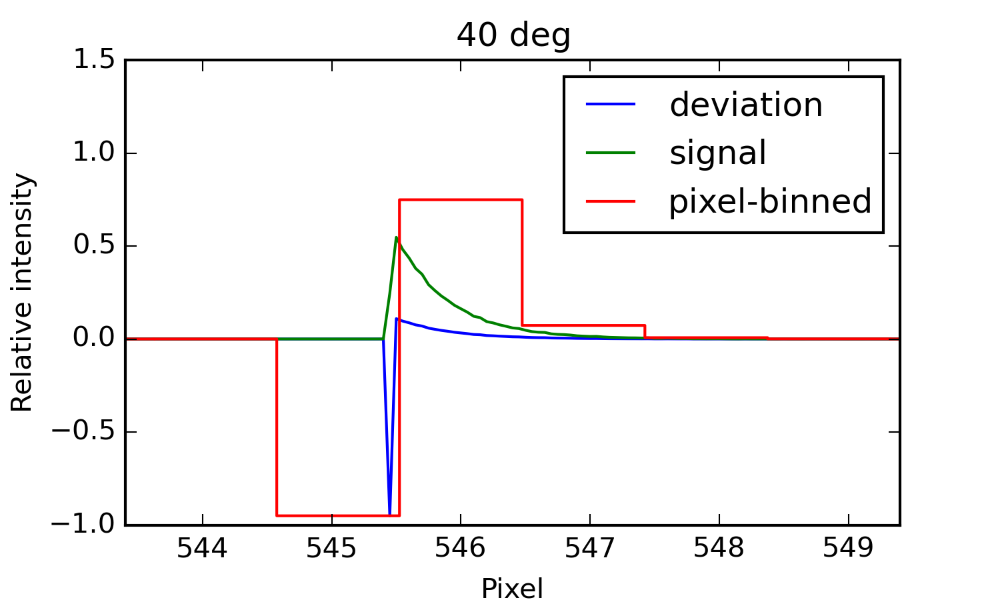 40 deg
1.5
1.0
0.5
0.0
−0.5
−1.0
Relative intensity
deviation
signal
pixel-binned
544 545 546 547 548 549
Pixel